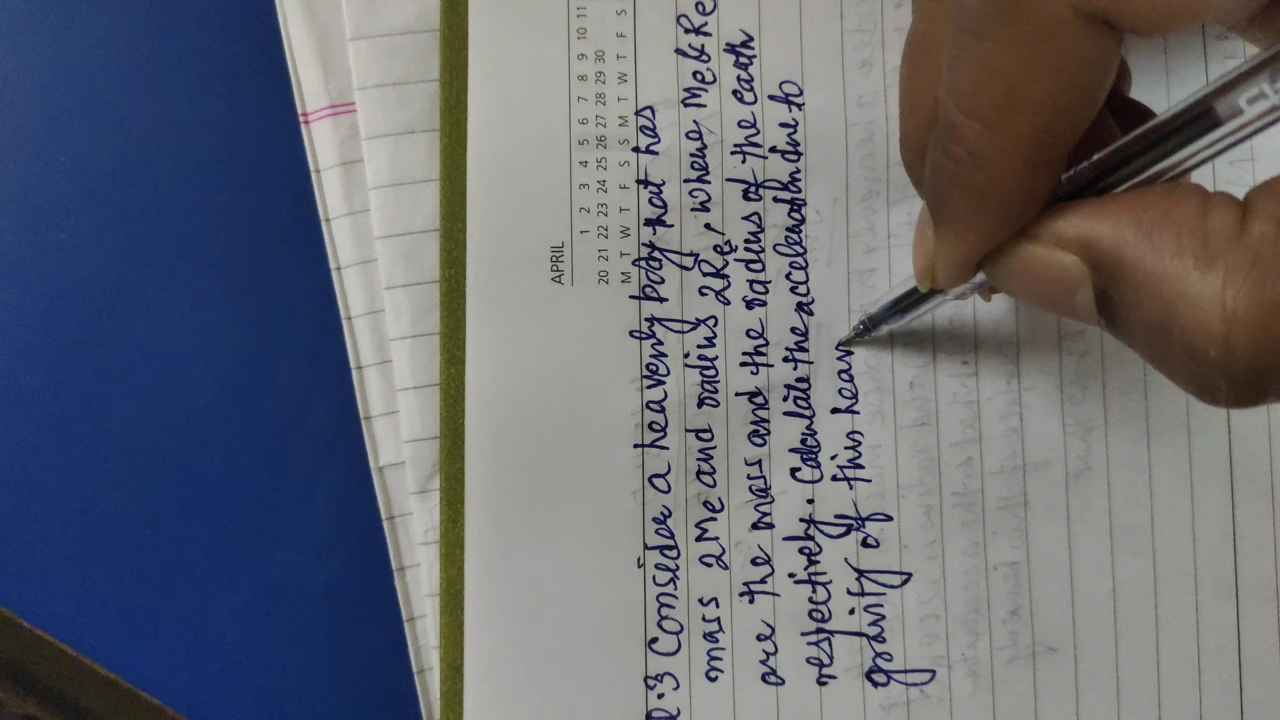 APRIL
1 2 3 4 5 6 7 8 9 10 11
20 21 22 23 24 25 26 27 28 29 30
M T W T F S S M T W T F S
Q.3 Consider a heavenly body that has
mass 2Me and radius 2Re, where Me & Re
are the mass and the radius of the earth
respectively. Calculate the acceleration due to
gravity of this heav